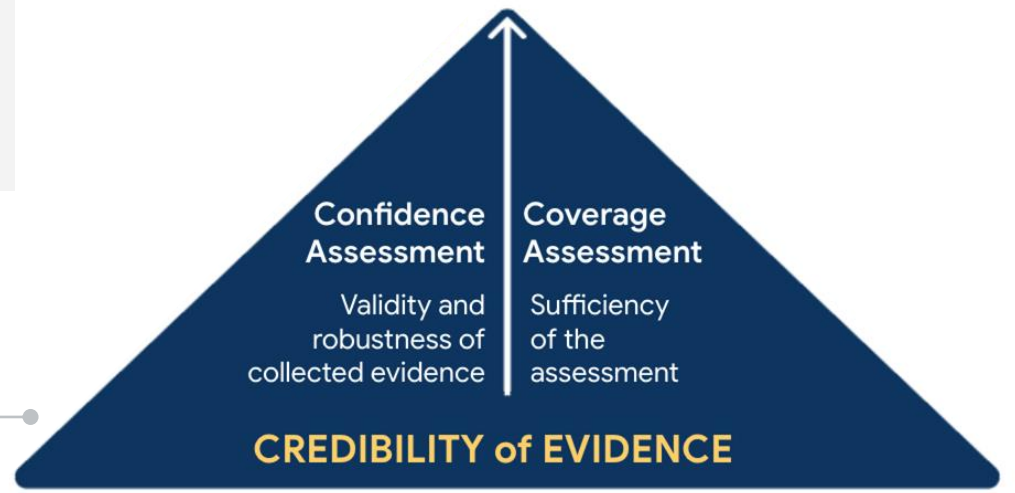 Confidence
Assessment
Validity and
robustness of
collected evidence
Coverage
Assessment
Sufficiency
of the
assessment
CREDIBILITY of EVIDENCE